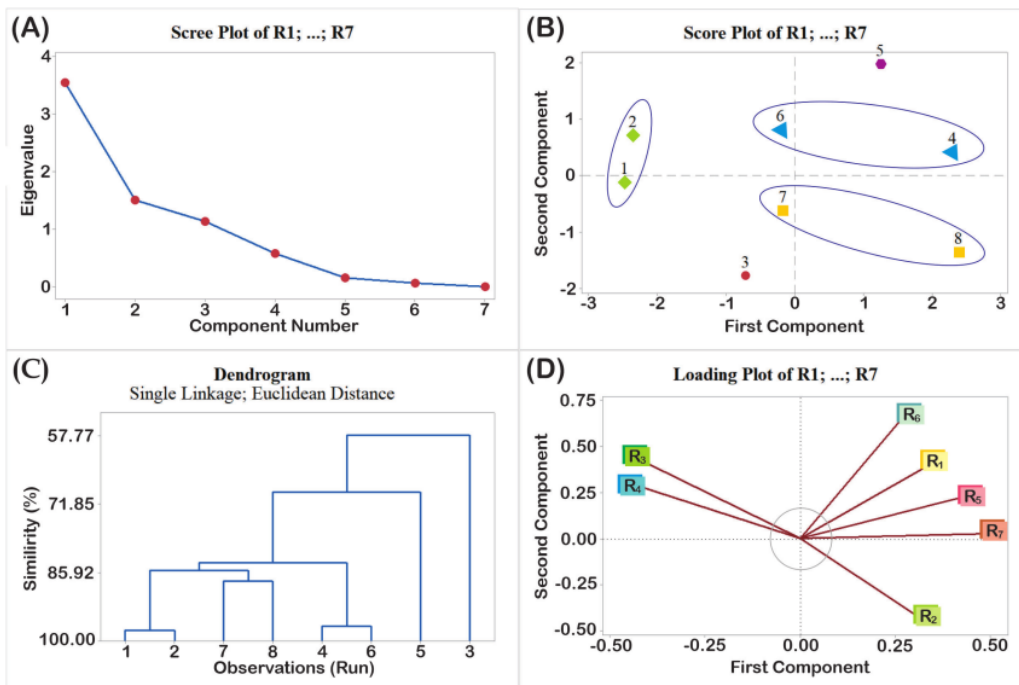 (A)
Scree Plot of R1; ...; R7
4
3
2
1
0
Eigenvalue
1 2 3 4 5 6 7
Component Number
(B)
Score Plot of R1; ...; R7
5
2
1
0
-1
-2
Second Component
2
1
6
4
7
8
3
-3 -2 -1 0 1 2 3
First Component
(C)
Dendrogram
Single Linkage; Euclidean Distance
57.77
71.85
85.92
100.00
Similirity (%)
1 2 7 8 4 6 5 3
Observations (Run)
(D)
Loading Plot of R1; ...; R7
0.75
0.50
0.25
0.00
-0.25
-0.50
Second Component
R6
R3
R1
R4
R5
R7
R2
-0.50 -0.25 0.00 0.25 0.50
First Component